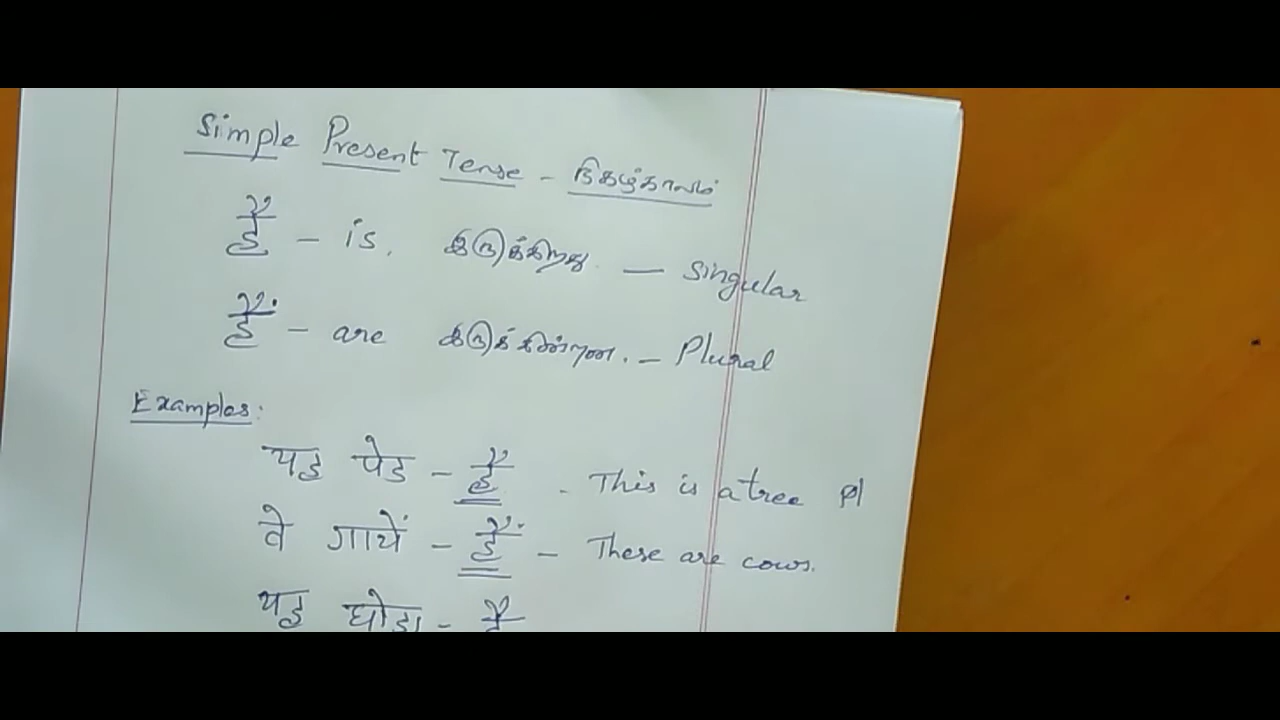 Simple Present Tense - நிகழ்காலம்
है - is. இருக்கிறது. — Singular
हैं - are இருக்கின்றன. - Plural
Examples:
यह पेड - है - This is a tree
वे गायें - हैं - These are cows.
यह घोडा - है